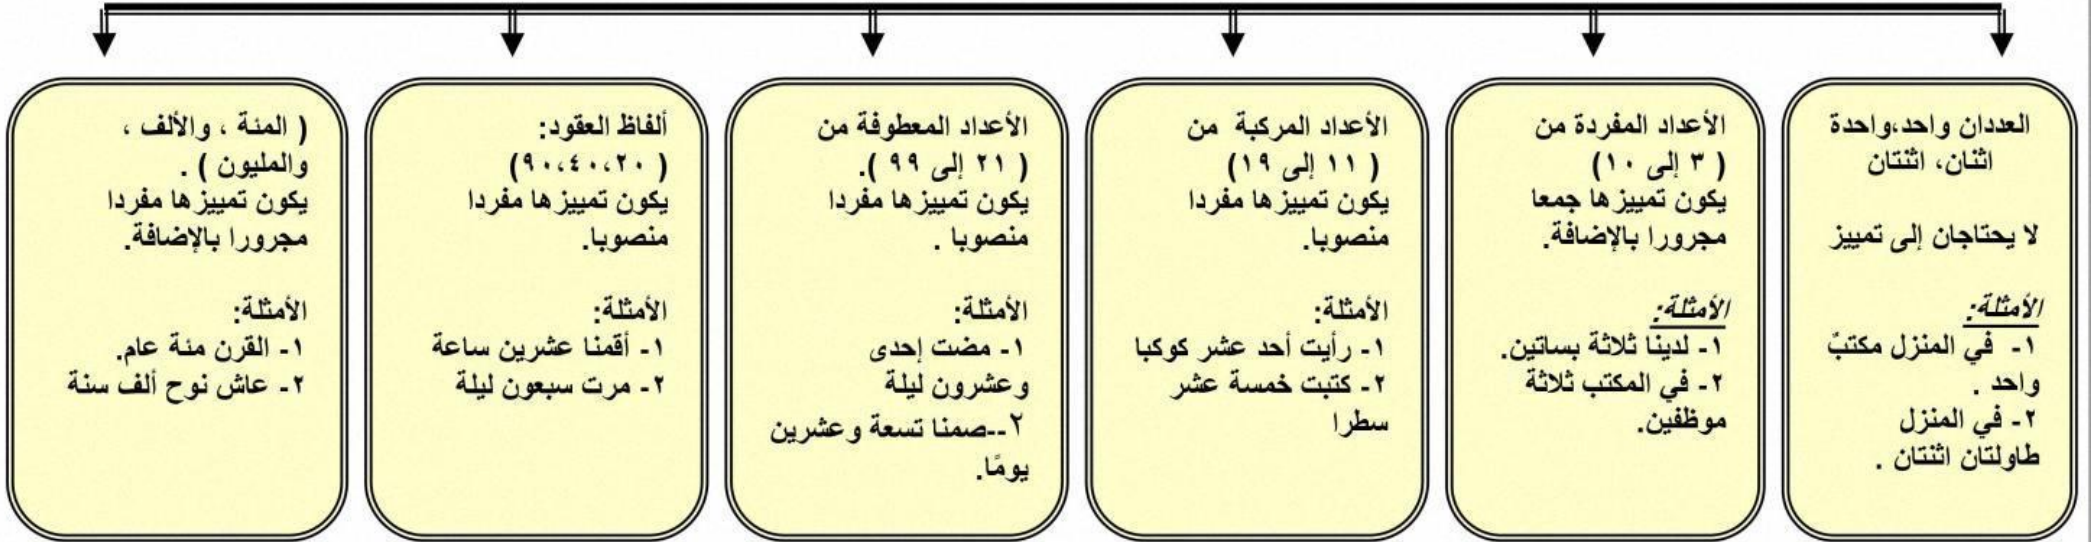 العددان واحد،واحدة
اثنان، اثنتان
لا يحتاجان إلى تمييز
الأمثلة:
١- في المنزل مكتبٌ
واحد .
٢- في المنزل
طاولتان اثنتان .
الأعداد المفردة من
( ٣ إلى ١٠)
يكون تمييزها جمعا
مجرورا بالإضافة.
الأمثلة:
١- لدينا ثلاثة بساتين.
٢- في المكتب ثلاثة
موظفين.
الأعداد المركبة من
( ١١ إلى ١٩)
يكون تمييزها مفردا
منصوبا.
الأمثلة:
١- رأيت أحد عشر كوكبا
٢- كتبت خمسة عشر
سطرا
الأعداد المعطوفة من
( ٢١ إلى ٩٩ ).
يكون تمييزها مفردا
منصوبا .
الأمثلة:
١- مضت إحدى
وعشرون ليلة
٢--صمنا تسعة وعشرين
يومًا.
ألفاظ العقود:
( ٢٠،٤٠،٩٠)
يكون تمييزها مفردا
منصوبا.
الأمثلة:
١- أقمنا عشرين ساعة
٢- مرت سبعون ليلة
( المئة ، والألف ،
والمليون ) .
يكون تمييزها مفردا
مجرورا بالإضافة.
الأمثلة:
١- القرن مئة عام.
٢- عاش نوح ألف سنة